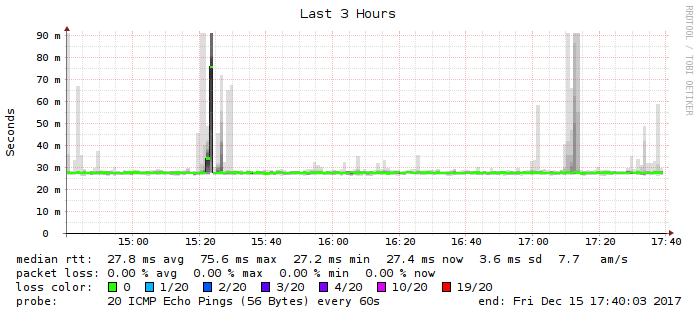 Last 3 Hours
RRDTOOL / TOBI OETIKER
Seconds
90 m
80 m
70 m
60 m
50 m
40 m
30 m
20 m
10 m
0
15:00 15:20 15:40 16:00 16:20 16:40 17:00 17:20 17:40
median rtt: 27.8 ms avg 75.6 ms max 27.2 ms min 27.4 ms now 3.6 ms sd 7.7 am/s
packet loss: 0.00 % avg 0.00 % max 0.00 % min 0.00 % now
loss color: 0 1/20 2/20 3/20 4/20 10/20 19/20
probe: 20 ICMP Echo Pings (56 Bytes) every 60s end: Fri Dec 15 17:40:03 2017